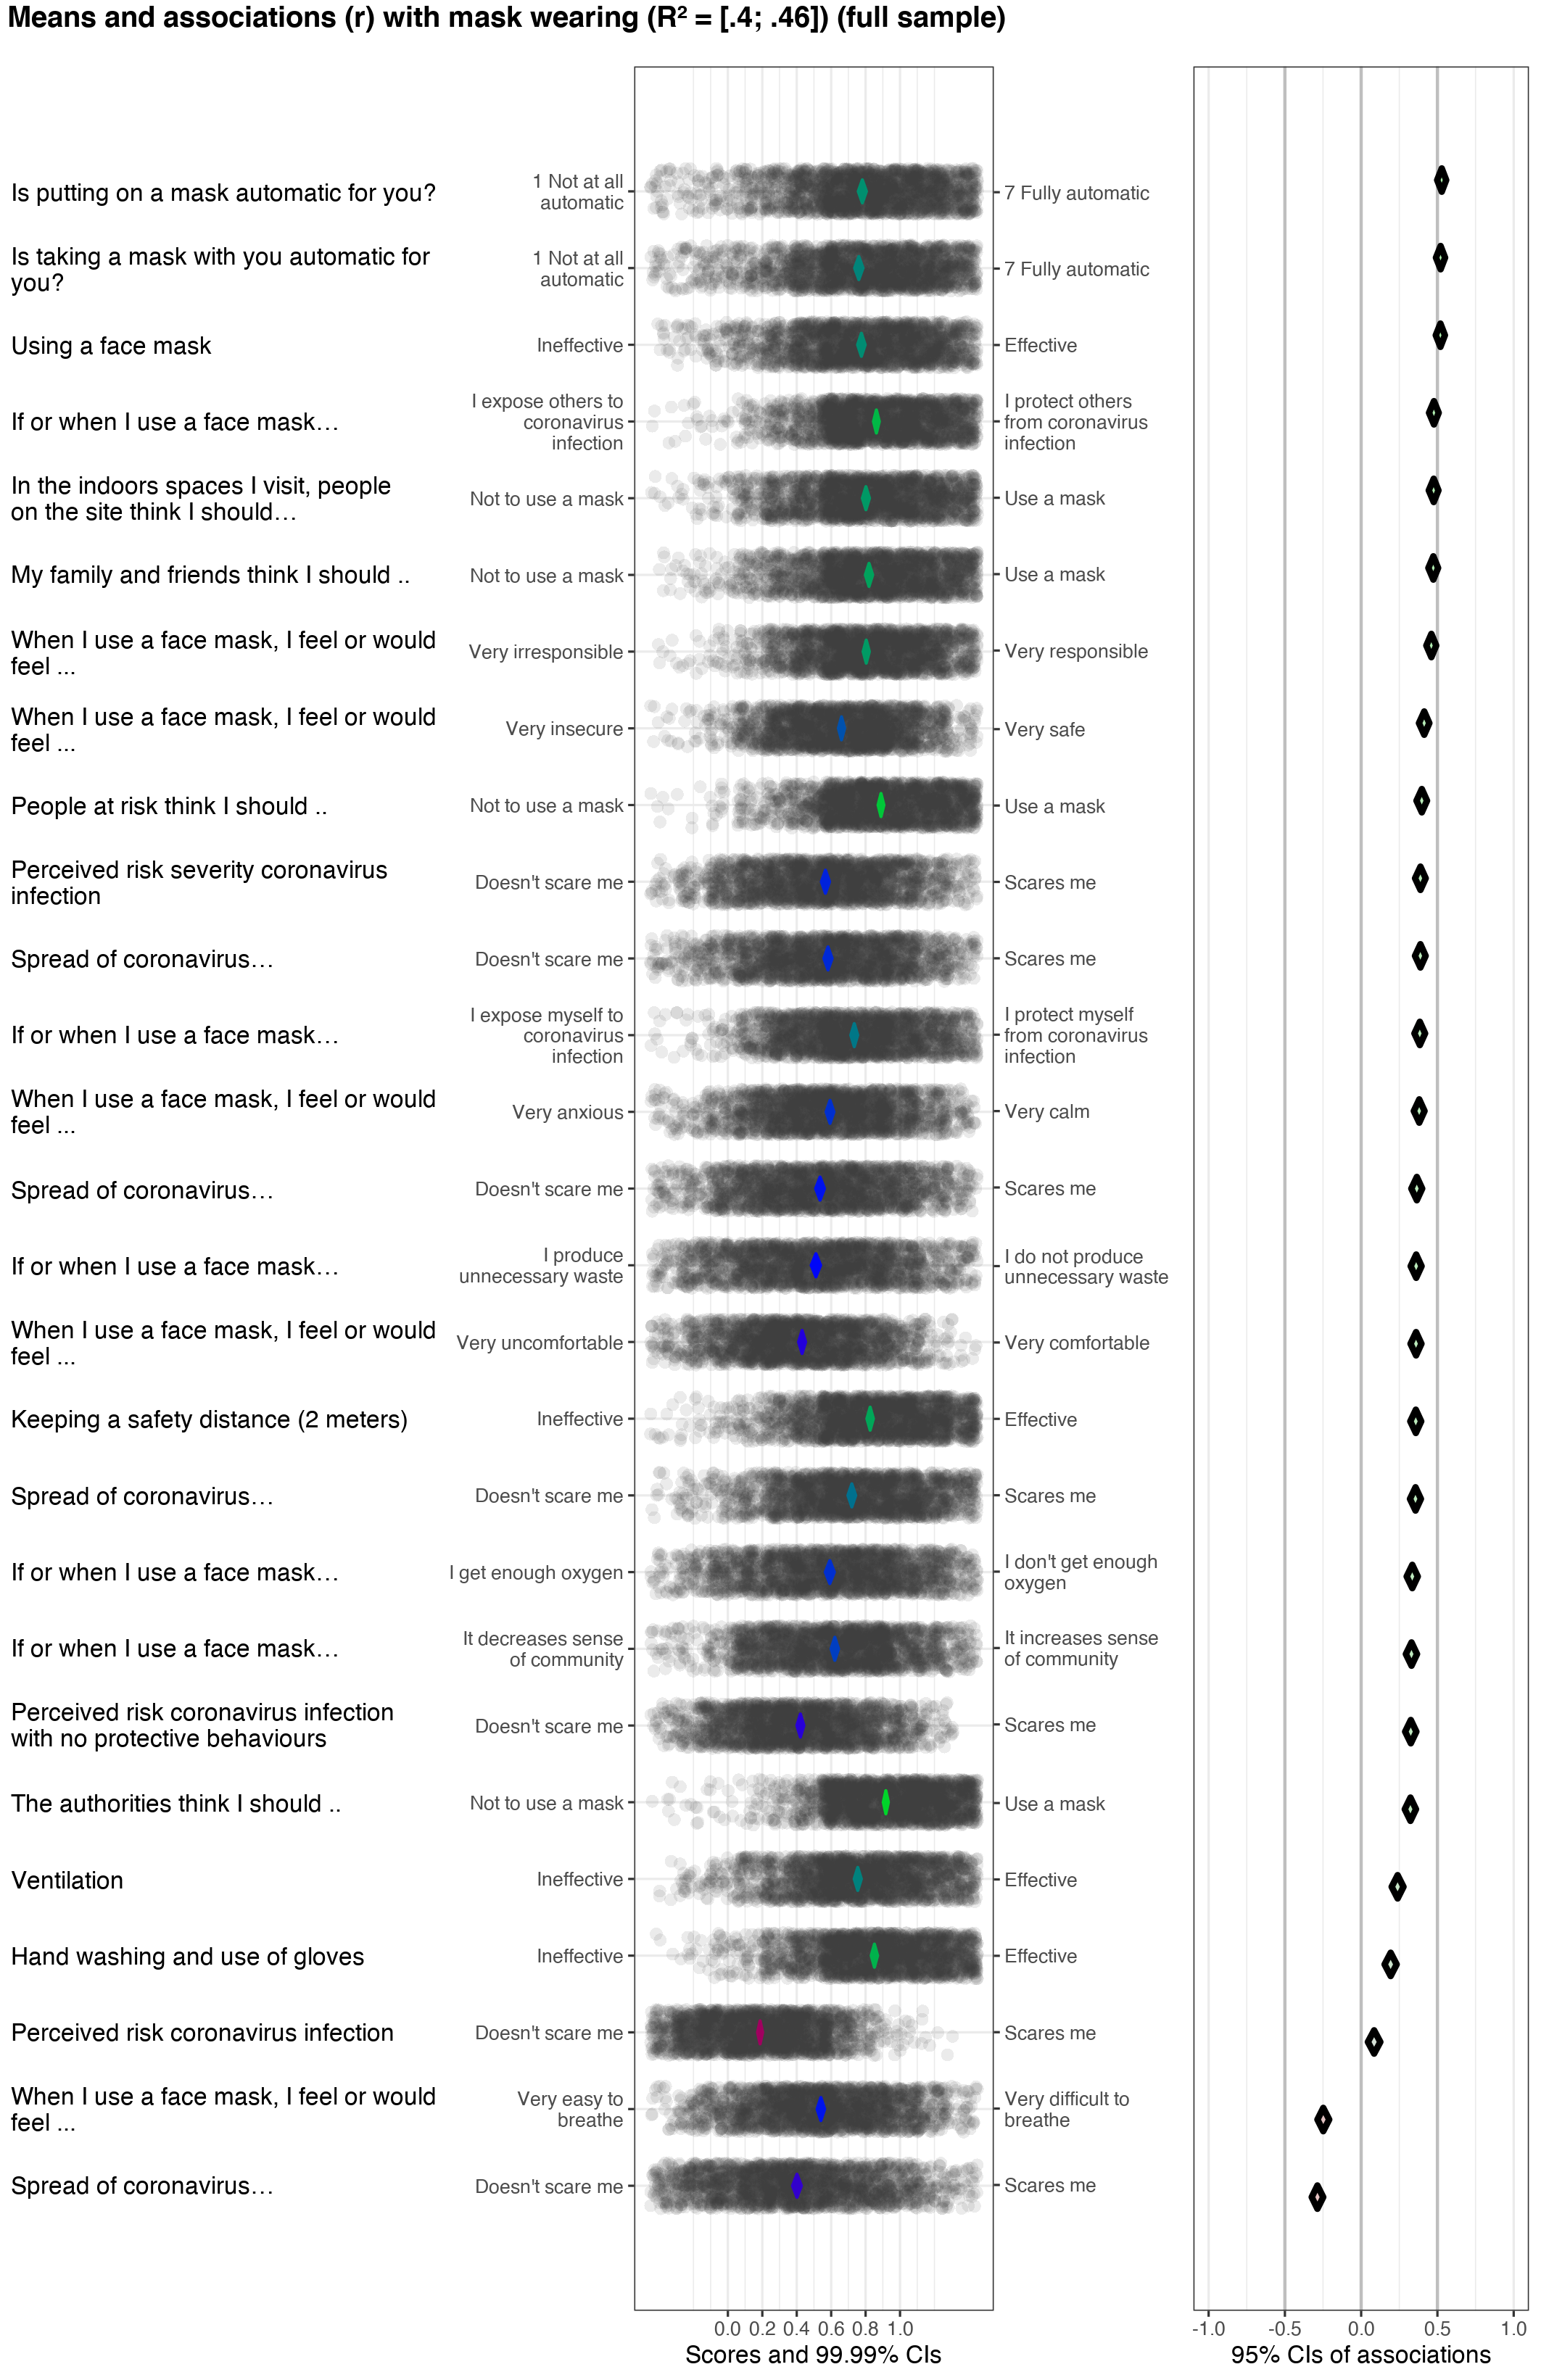 Means and associations (r) with mask wearing (R² = [.4; .46]) (full sample)
Is putting on a mask automatic for you?
1 Not at all
automatic
7 Fully automatic
Is taking a mask with you automatic for
you?
1 Not at all
automatic
7 Fully automatic
Using a face mask
Ineffective
Effective
If or when I use a face mask…
I expose others to
coronavirus
infection
I protect others
from coronavirus
infection
In the indoors spaces I visit, people
on the site think I should…
Not to use a mask
Use a mask
My family and friends think I should ..
Not to use a mask
Use a mask
When I use a face mask, I feel or would
feel ...
Very irresponsible
Very responsible
When I use a face mask, I feel or would
feel ...
Very insecure
Very safe
People at risk think I should ..
Not to use a mask
Use a mask
Perceived risk severity coronavirus
infection
Doesn't scare me
Scares me
Spread of coronavirus…
Doesn't scare me
Scares me
If or when I use a face mask…
I expose myself to
coronavirus
infection
I protect myself
from coronavirus
infection
When I use a face mask, I feel or would
feel ...
Very anxious
Very calm
Spread of coronavirus…
Doesn't scare me
Scares me
If or when I use a face mask…
I produce
unnecessary waste
I do not produce
unnecessary waste
When I use a face mask, I feel or would
feel ...
Very uncomfortable
Very comfortable
Keeping a safety distance (2 meters)
Ineffective
Effective
Spread of coronavirus…
Doesn't scare me
Scares me
If or when I use a face mask…
I get enough oxygen
I don't get enough
oxygen
If or when I use a face mask…
It decreases sense
of community
It increases sense
of community
Perceived risk coronavirus infection
with no protective behaviours
Doesn't scare me
Scares me
The authorities think I should ..
Not to use a mask
Use a mask
Ventilation
Ineffective
Effective
Hand washing and use of gloves
Ineffective
Effective
Perceived risk coronavirus infection
Doesn't scare me
Scares me
When I use a face mask, I feel or would
feel ...
Very easy to
breathe
Very difficult to
breathe
Spread of coronavirus…
Doesn't scare me
Scares me
0.0 0.2 0.4 0.6 0.8 1.0
Scores and 99.99% CIs
-1.0 -0.5 0.0 0.5 1.0
95% CIs of associations